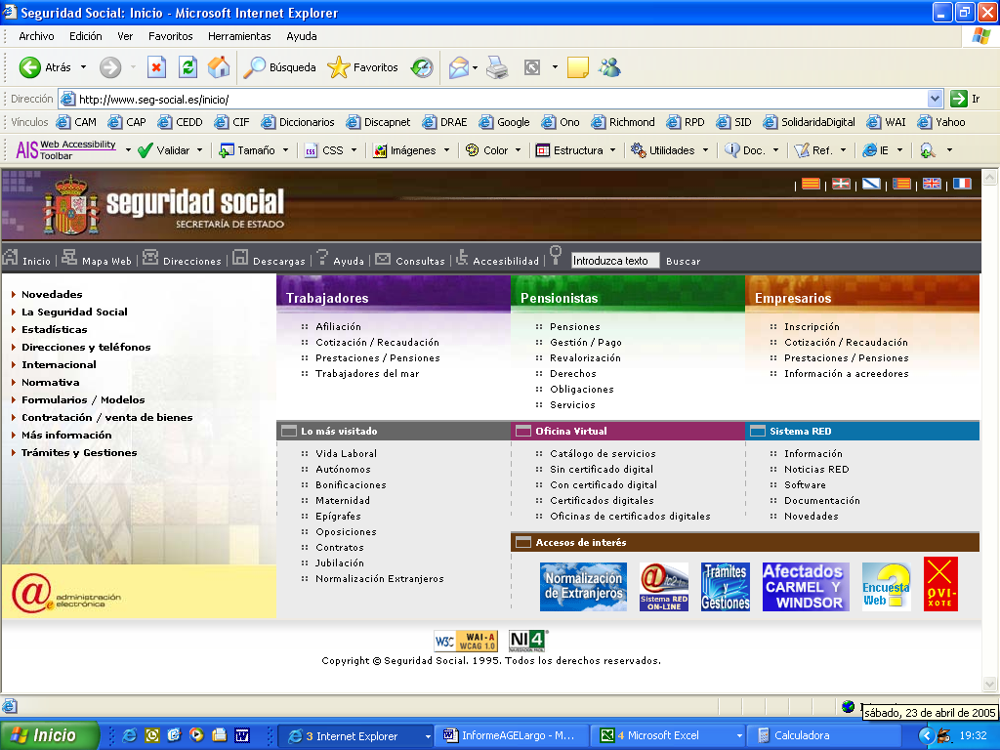 Seguridad Social: Inicio - Microsoft Internet Explorer
Archivo Edición Ver Favoritos Herramientas Ayuda
Atrás Búsqueda Favoritos
Dirección http://www.seg-social.es/inicio/ Ir
Vínculos CAM CAP CEDD CIF Diccionarios Discapnet DRAE Google Ono Richmond RPD SID SolidaridaDigital WAI Yahoo
AIS Web Accessibility Toolbar Validar Tamaño CSS Imágenes Color Estructura Utilidades Doc. Ref. IE
seguridad social
SECRETARÍA DE ESTADO
Inicio | Mapa Web | Direcciones | Descargas | Ayuda | Consultas | Accesibilidad | Introduzca texto Buscar
Novedades
La Seguridad Social
Estadísticas
Direcciones y teléfonos
Internacional
Normativa
Formularios / Modelos
Contratación / venta de bienes
Más información
Trámites y Gestiones
administración
electrónica
Trabajadores
Afiliación
Cotización / Recaudación
Prestaciones / Pensiones
Trabajadores del mar
Pensionistas
Pensiones
Gestión / Pago
Revalorización
Derechos
Obligaciones
Servicios
Empresarios
Inscripción
Cotización / Recaudación
Prestaciones / Pensiones
Información a acreedores
Lo más visitado
Vida Laboral
Autónomos
Bonificaciones
Maternidad
Epígrafes
Oposiciones
Contratos
Jubilación
Normalización Extranjeros
Oficina Virtual
Catálogo de servicios
Sin certificado digital
Con certificado digital
Certificados digitales
Oficinas de certificados digitales
Sistema RED
Información
Noticias RED
Software
Documentación
Novedades
Accesos de interés
Normalización
de Extranjeros
Sistema RED
ON-LINE
Trámites
y
Gestiones
Afectados
CARMEL Y
WINDSOR
Encuesta
Web
QVI-
XOTE
W3C WAI-A
WCAG 1.0
NI4
Copyright © Seguridad Social. 1995. Todos los derechos reservados.
sábado, 23 de abril de 2005
Inicio 3 Internet Explorer InformeAGELargo - M... 4 Microsoft Excel Calculadora 19:32